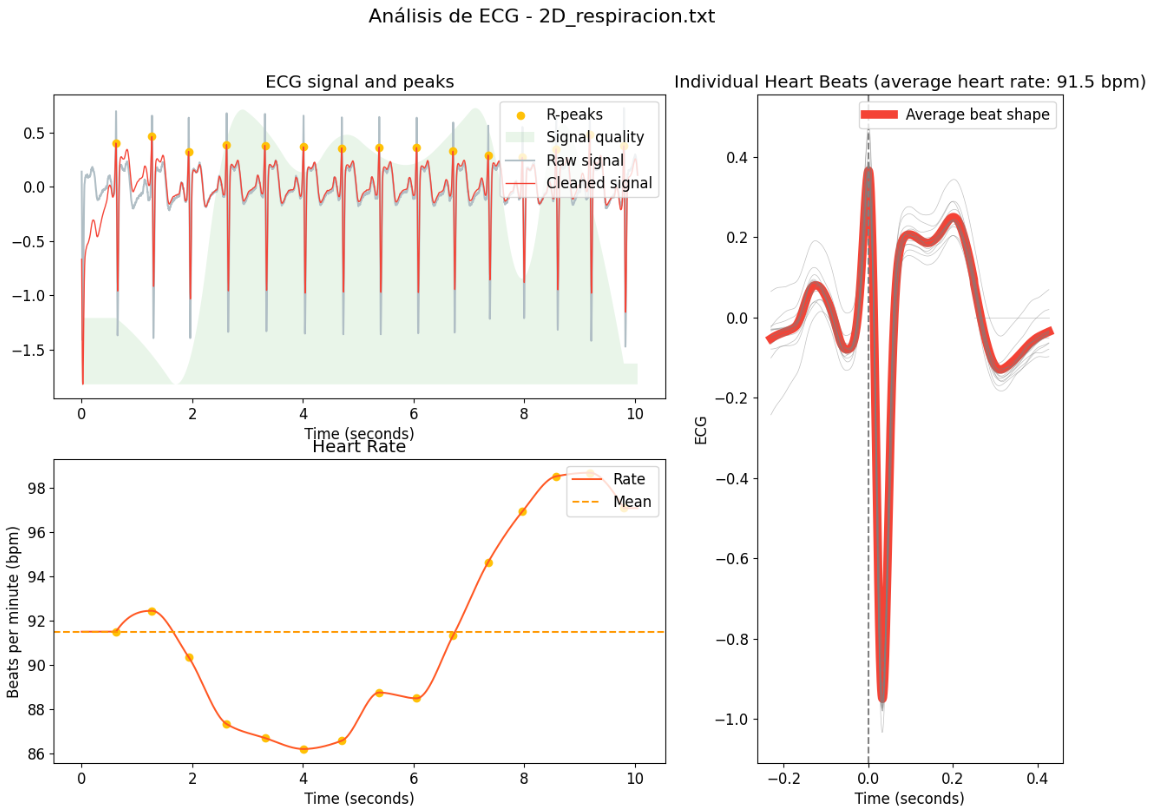 Análisis de ECG - 2D_respiracion.txt
ECG signal and peaks
R-peaks
Signal quality
Raw signal
Cleaned signal
0.5
0.0
−0.5
−1.0
−1.5
0 2 4 6 8 10
Time (seconds)
Heart Rate
Rate
Mean
Beats per minute (bpm)
98
96
94
92
90
88
86
0 2 4 6 8 10
Time (seconds)
Individual Heart Beats (average heart rate: 91.5 bpm)
Average beat shape
ECG
0.4
0.2
0.0
−0.2
−0.4
−0.6
−0.8
−1.0
−0.2 0.0 0.2 0.4
Time (seconds)